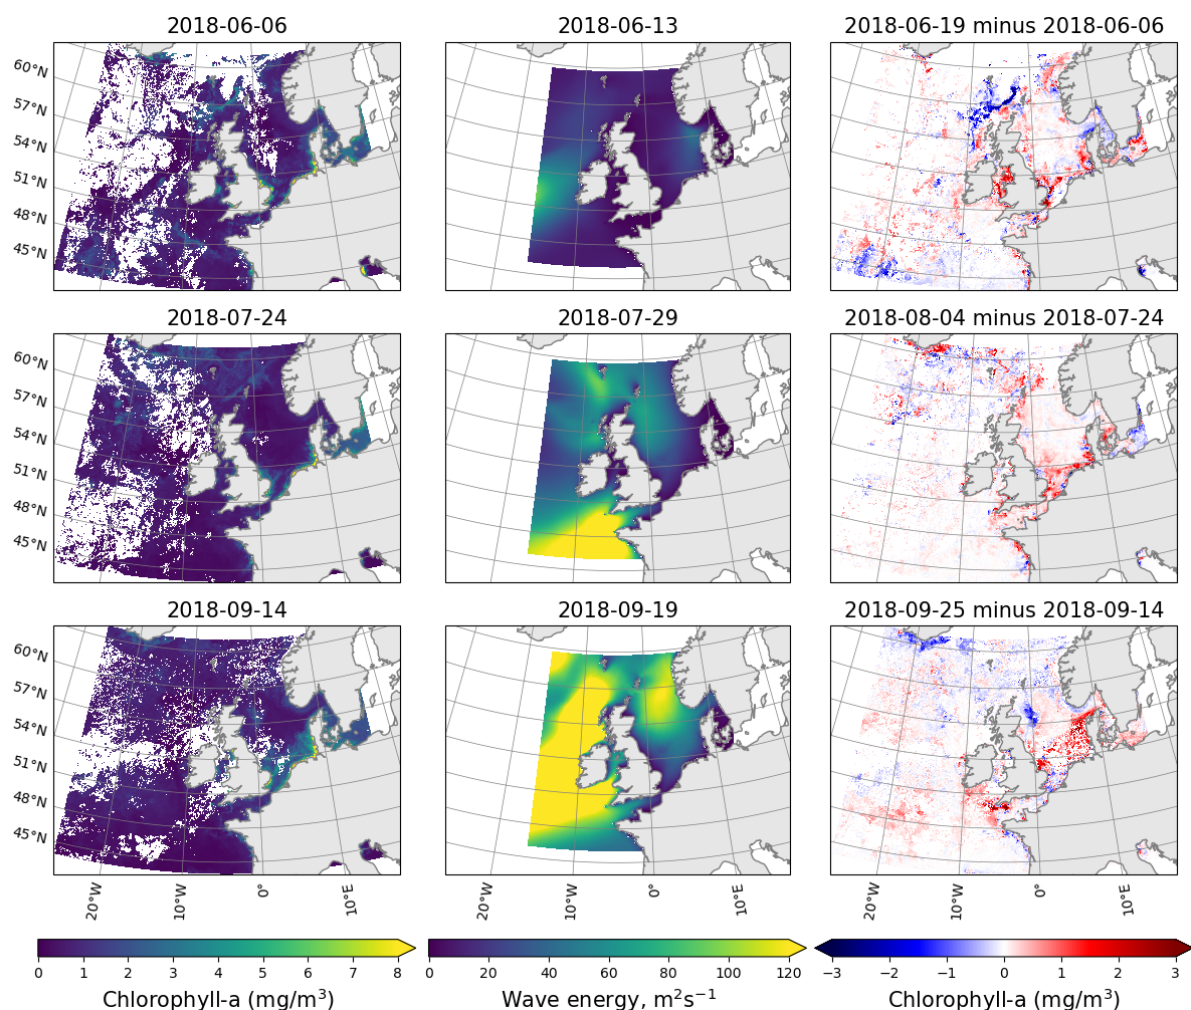 2018-06-06
2018-06-13
2018-06-19 minus 2018-06-06
60°N
57°N
54°N
51°N
48°N
45°N
2018-07-24
2018-07-29
2018-08-04 minus 2018-07-24
60°N
57°N
54°N
51°N
48°N
45°N
2018-09-14
2018-09-19
2018-09-25 minus 2018-09-14
60°N
57°N
54°N
51°N
48°N
45°N
20°W 10°W 0° 10°E
20°W 10°W 0° 10°E
20°W 10°W 0 10°E
0 1 2 3 4 5 6 7 8
0 20 40 60 80 100 120
−3 −2 −1 0 1 2 3
Chlorophyll-a (mg/m³)
Wave energy, m²s⁻¹
Chlorophyll-a (mg/m³)